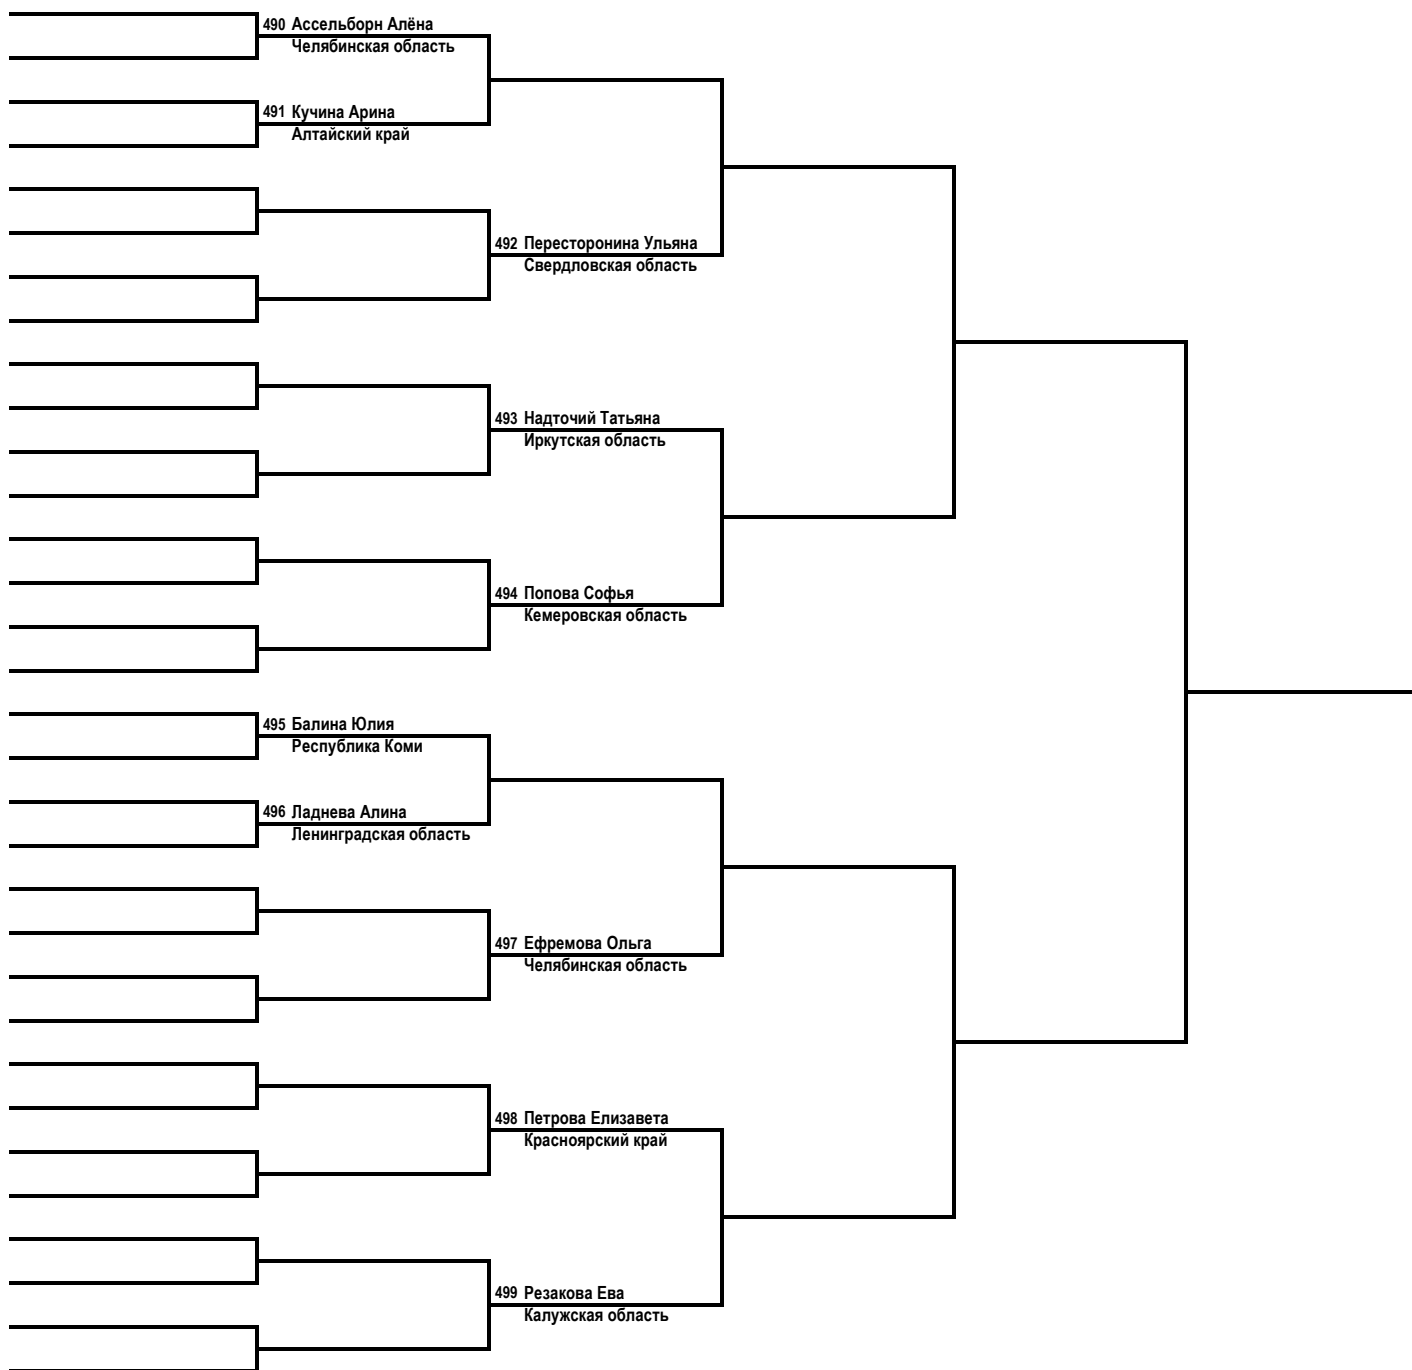 490 Ассельборн Алёна
Челябинская область
491 Кучина Арина
Алтайский край
492 Пересторонина Ульяна
Свердловская область
493 Надточий Татьяна
Иркутская область
494 Попова Софья
Кемеровская область
495 Балина Юлия
Республика Коми
496 Ладнева Алина
Ленинградская область
497 Ефремова Ольга
Челябинская область
498 Петрова Елизавета
Красноярский край
499 Резакова Ева
Калужская область